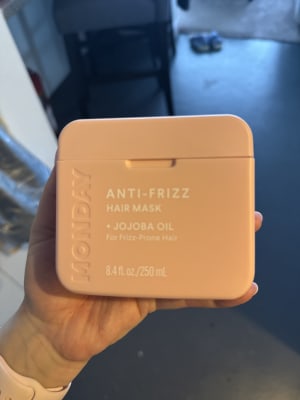 MONDAY
ANTI-FRIZZ
HAIR MASK
+ JOJOBA OIL
For Frizz-Prone Hair
8.4 fl. oz./250 mL